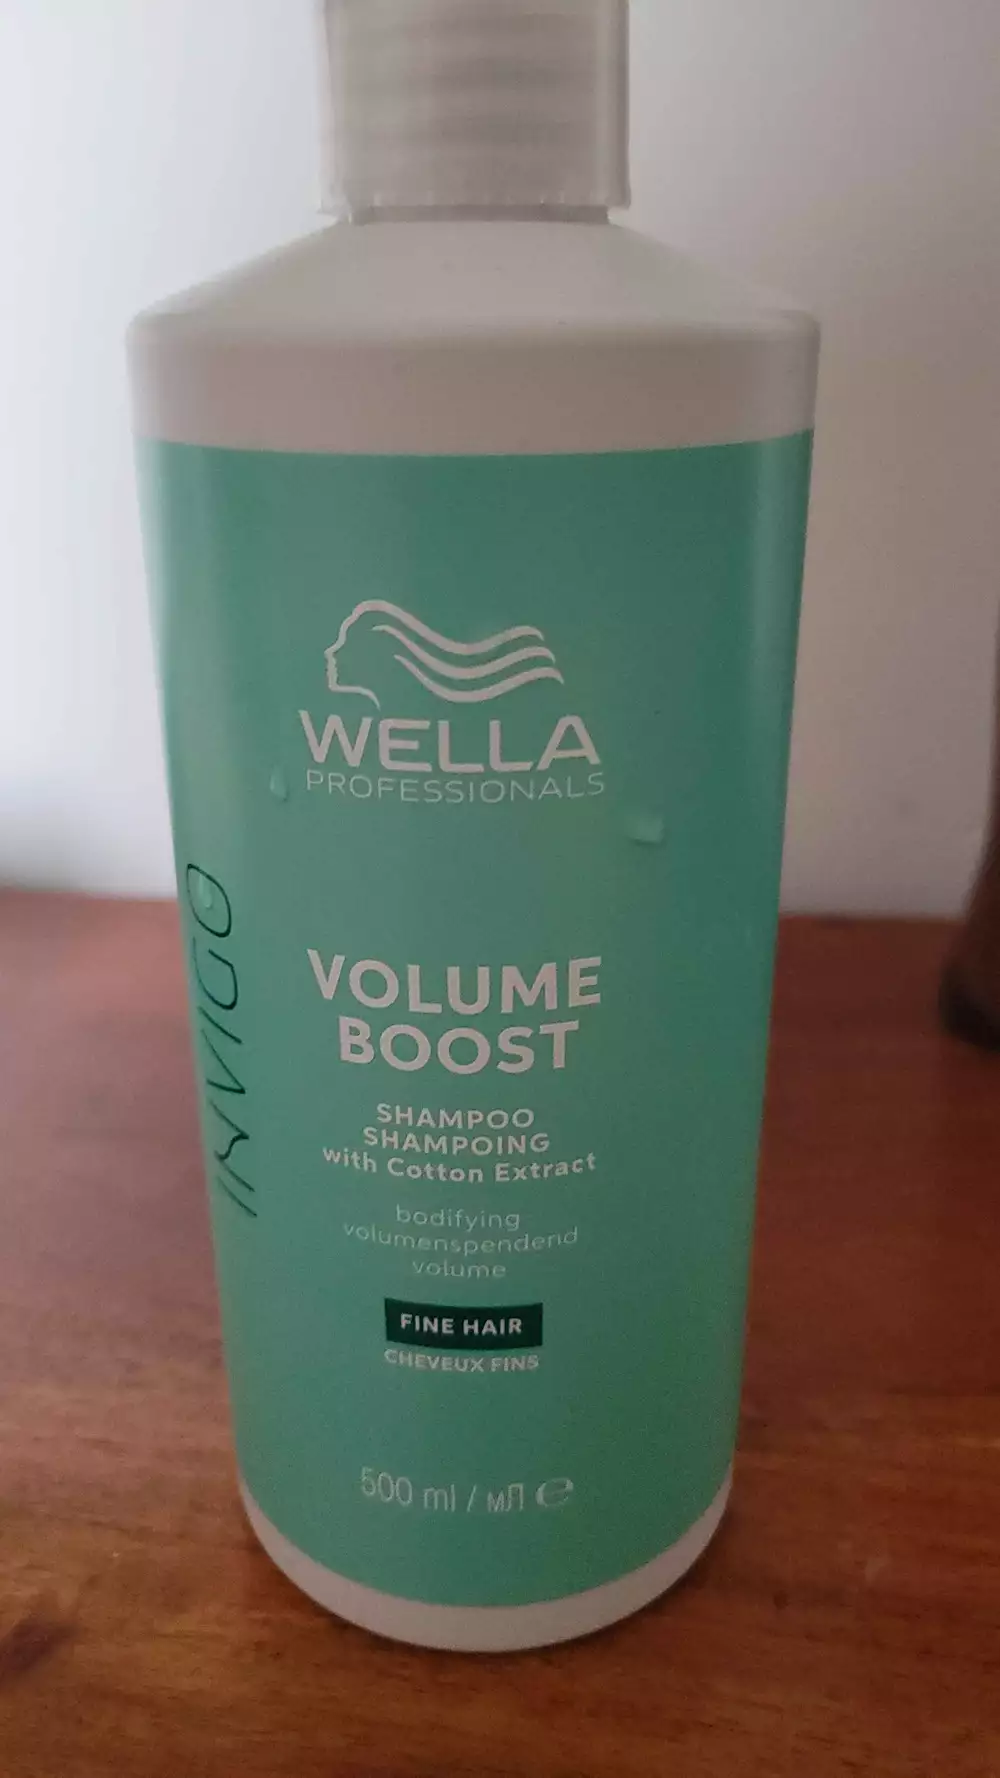 WELLA
PROFESSIONALS
INVIGO
VOLUME
BOOST
SHAMPOO
SHAMPOING
with Cotton Extract
bodifying
volumenspendend
volume
FINE HAIR
CHEVEUX FINS
500 ml / мл ℮